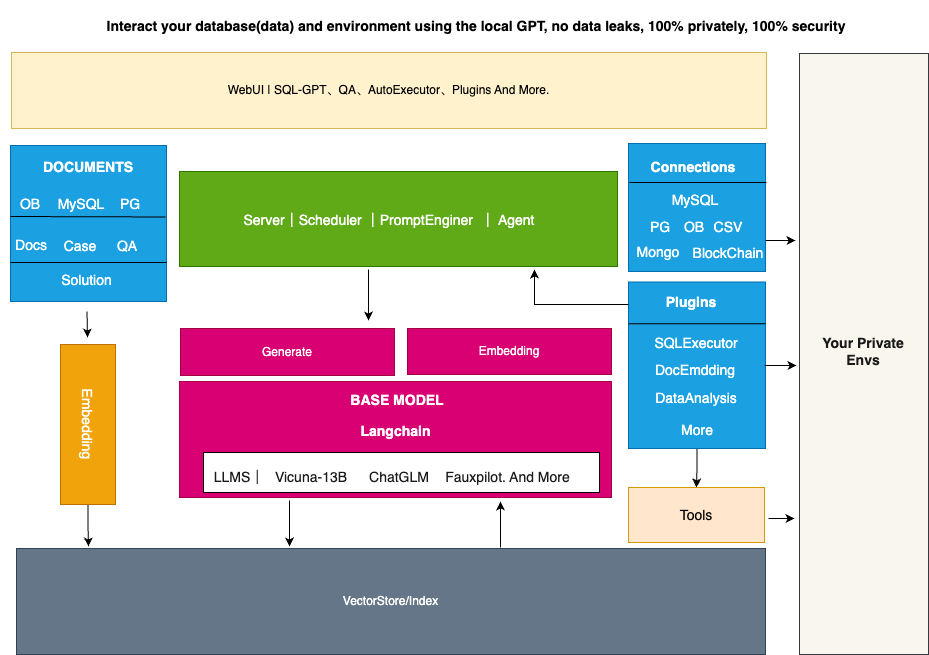 Interact your database(data) and environment using the local GPT, no data leaks, 100% privately, 100% security
WebUI | SQL-GPT、QA、AutoExecutor、Plugins And More.
DOCUMENTS
OB MySQL PG
Docs Case QA
Solution
Server | Scheduler | PromptEnginer | Agent
Connections
MySQL
PG OB CSV
Mongo BlockChain
Plugins
SQLExecutor
DocEmdding
DataAnalysis
More
Your Private
Envs
Generate
Embedding
Embedding
BASE MODEL
Langchain
LLMS | Vicuna-13B ChatGLM Fauxpilot. And More
Tools
VectorStore/Index